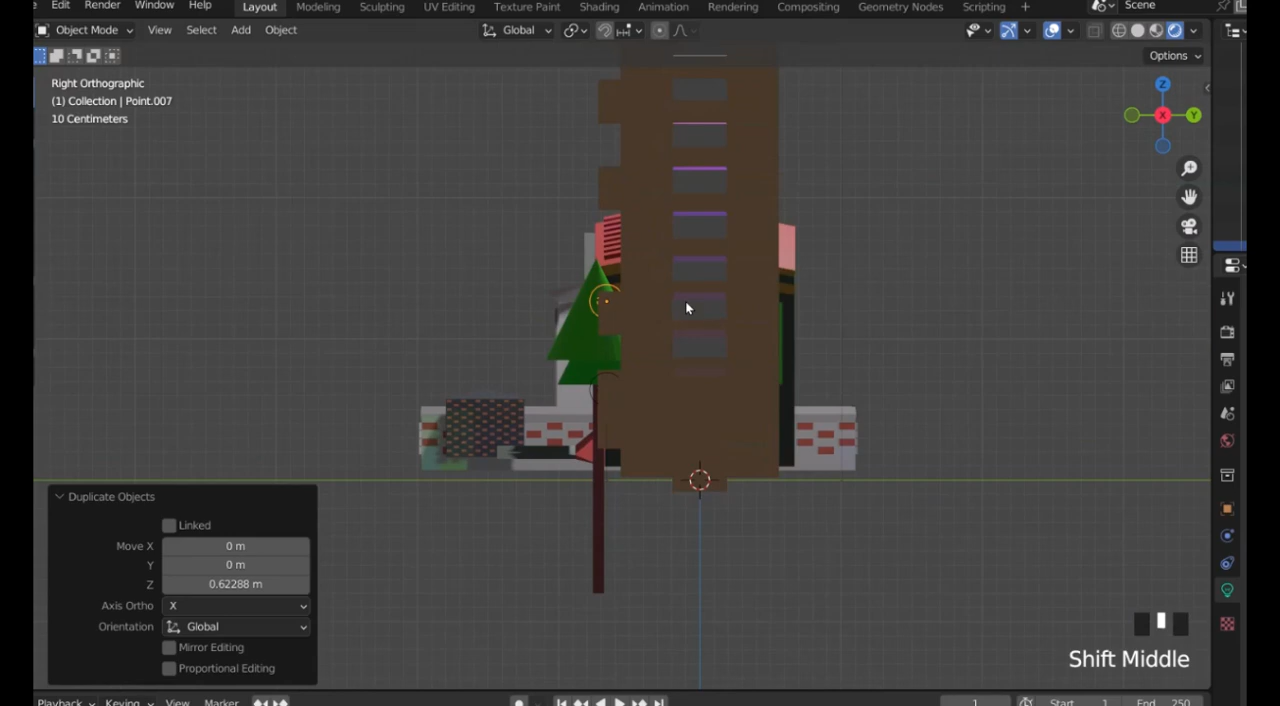 Edit Render Window Help Layout Modeling Sculpting UV Editing Texture Paint Shading Animation Rendering Compositing Geometry Nodes Scripting + Scene
Object Mode View Select Add Object Global
Options
Right Orthographic
(1) Collection | Point.007
10 Centimeters
Z
X
Y
Duplicate Objects
Linked
Move X 0 m
Y 0 m
Z 0.62288 m
Axis Ortho X
Orientation Global
Mirror Editing
Proportional Editing
Shift Middle
Playback Keying View Marker 1 Start 1 End 250